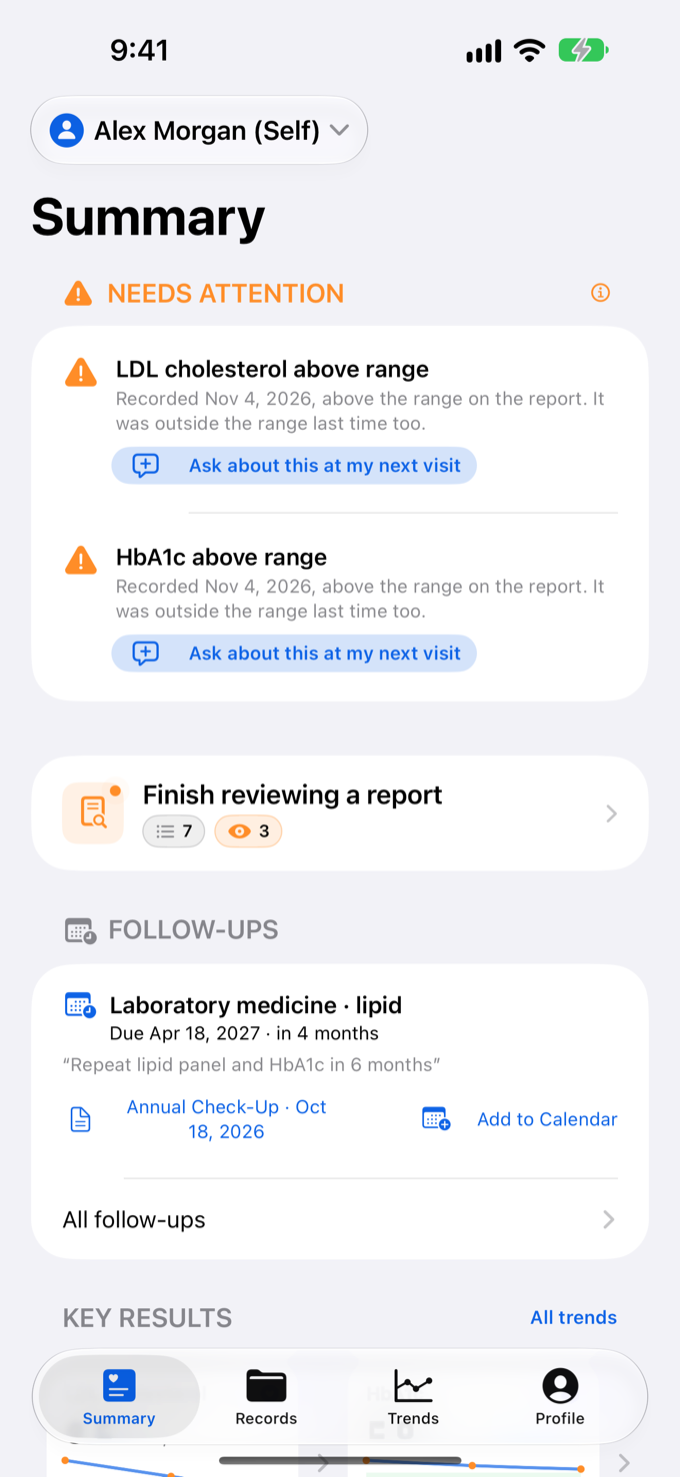 9:41
Alex Morgan (Self)
Summary
NEEDS ATTENTION
LDL cholesterol above range
Recorded Nov 4, 2026, above the range on the report. It
was outside the range last time too.
Ask about this at my next visit
HbA1c above range
Recorded Nov 4, 2026, above the range on the report. It
was outside the range last time too.
Ask about this at my next visit
Finish reviewing a report
7 3
FOLLOW-UPS
Laboratory medicine · lipid
Due Apr 18, 2027 · in 4 months
“Repeat lipid panel and HbA1c in 6 months”
Annual Check-Up · Oct
18, 2026
Add to Calendar
All follow-ups
KEY RESULTS
All trends
Summary
Records
Trends
Profile